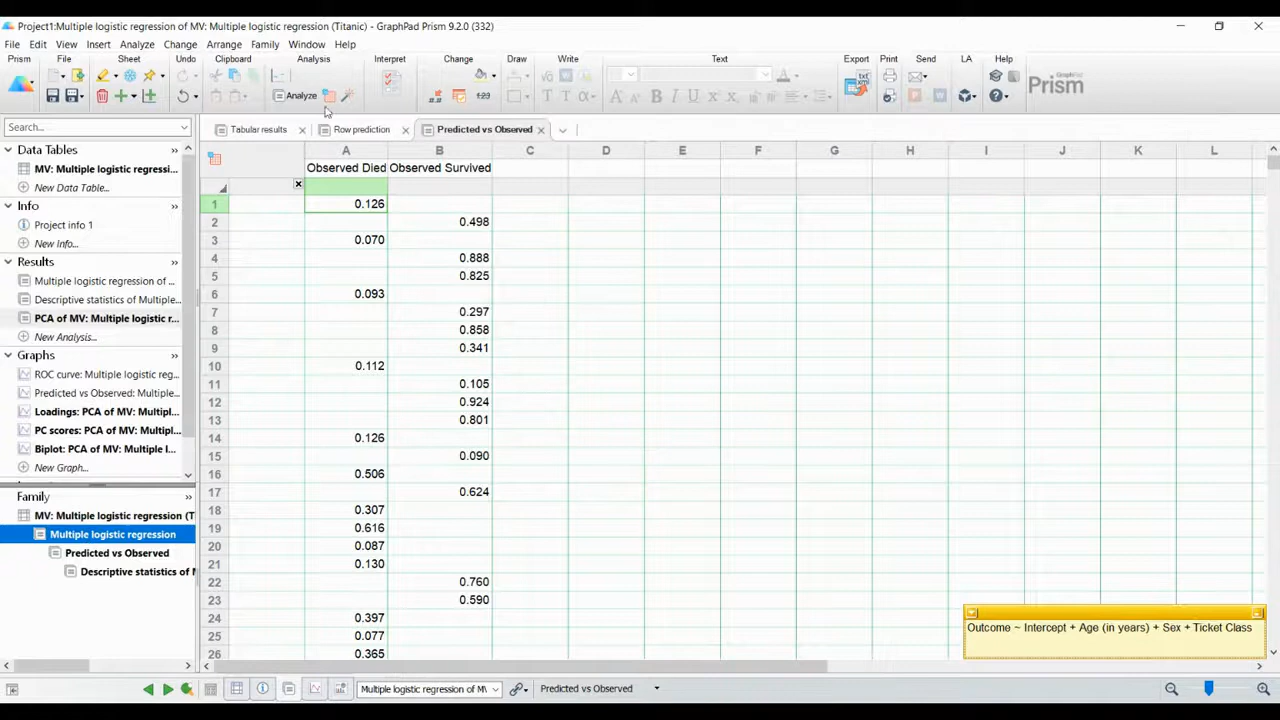 Project1:Multiple logistic regression of MV: Multiple logistic regression (Titanic) - GraphPad Prism 9.2.0 (332)
File Edit View Insert Analyze Change Arrange Family Window Help
Prism File Sheet Undo Clipboard Analysis Interpret Change Draw Write Text Export Print Send LA Help
Analyze
GraphPad
Prism
Search...
Tabular results Row prediction Predicted vs Observed
Data Tables
MV: Multiple logistic regressi...
New Data Table...
Info
Project info 1
New Info...
Results
Multiple logistic regression of ...
Descriptive statistics of Multiple...
PCA of MV: Multiple logistic r...
New Analysis...
Graphs
ROC curve: Multiple logistic reg...
Predicted vs Observed: Multiple...
Loadings: PCA of MV: Multipl...
PC scores: PCA of MV: Multipl...
Biplot: PCA of MV: Multiple l...
New Graph...
Family
MV: Multiple logistic regression (T
Multiple logistic regression
Predicted vs Observed
Descriptive statistics of M
A B C D E F G H I J K L
Observed Died Observed Survived
1 0.126
2 0.498
3 0.070
4 0.888
5 0.825
6 0.093
7 0.297
8 0.858
9 0.341
10 0.112
11 0.105
12 0.924
13 0.801
14 0.126
15 0.090
16 0.506
17 0.624
18 0.307
19 0.616
20 0.087
21 0.130
22 0.760
23 0.590
24 0.397
25 0.077
26 0.365
Outcome ~ Intercept + Age (in years) + Sex + Ticket Class
Multiple logistic regression of MV Predicted vs Observed